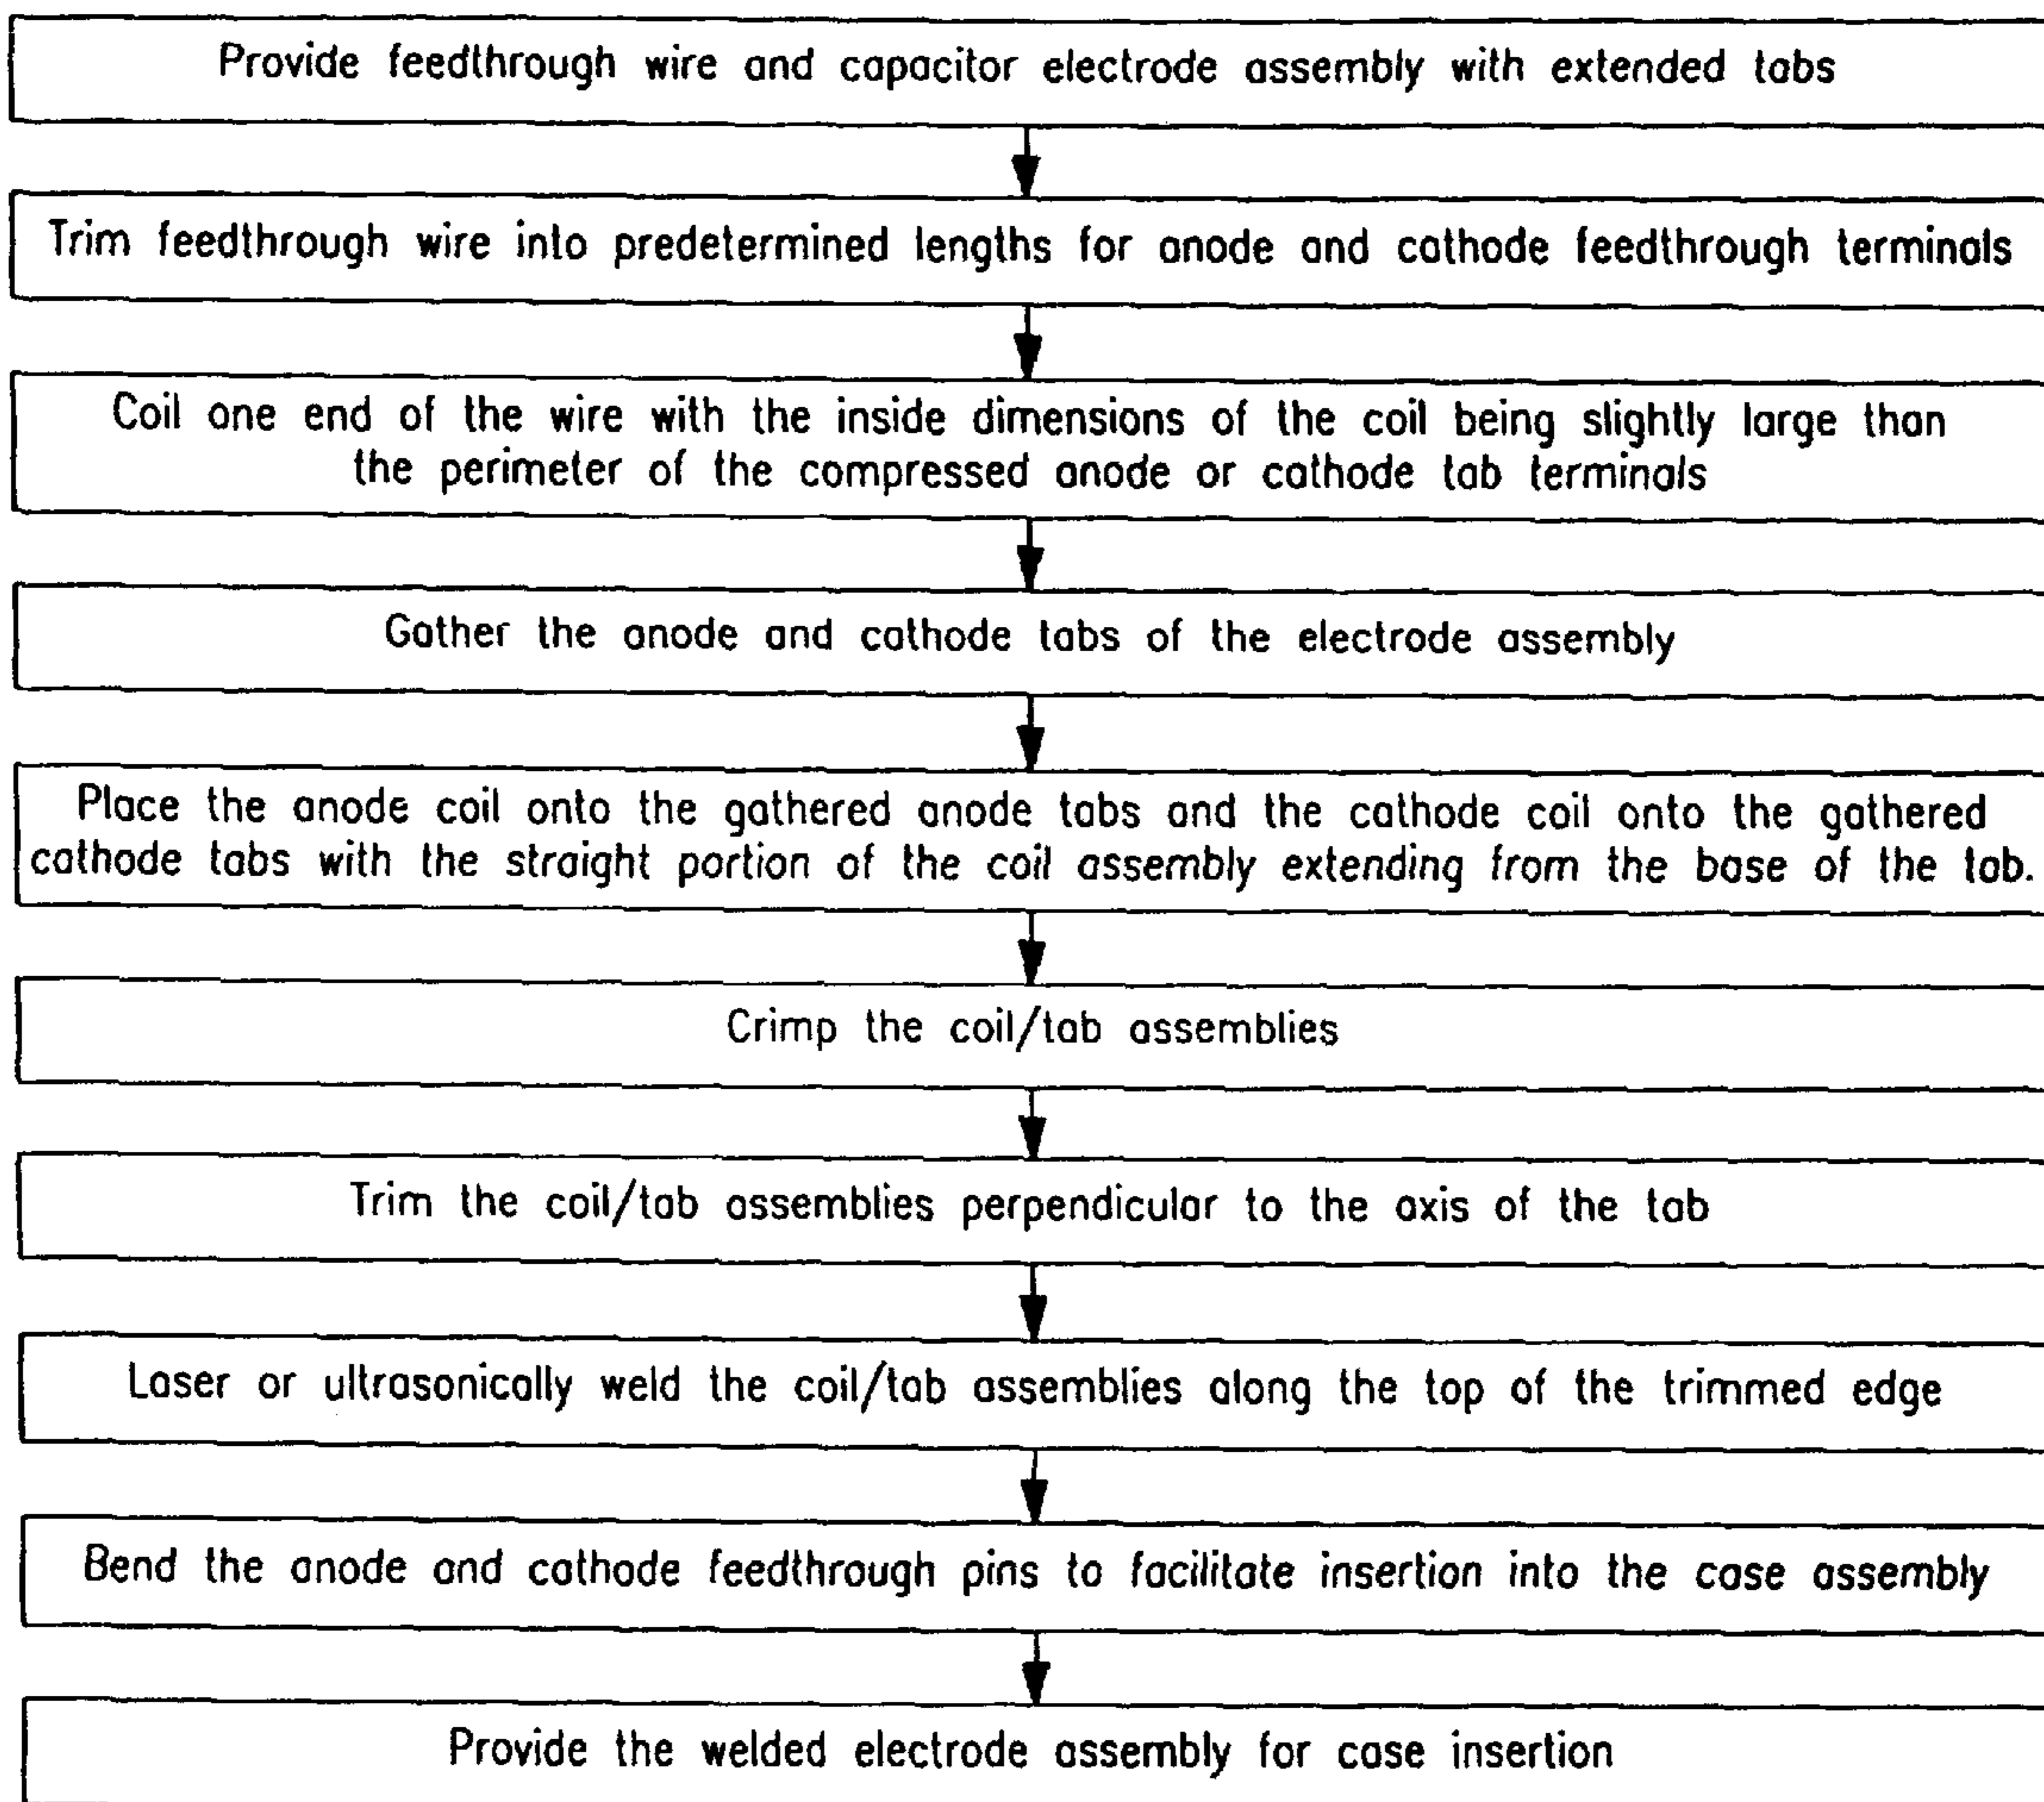 Provide feedthrough wire and capacitor electrode assembly with extended tabs
Trim feedthrough wire into predetermined lengths for anode and cathode feedthrough terminals
Coil one end of the wire with the inside dimensions of the coil being slightly large than
the perimeter of the compressed anode or cathode tab terminals
Gather the anode and cathode tabs of the electrode assembly
Place the anode coil onto the gathered anode tabs and the cathode coil onto the gathered
cathode tabs with the straight portion of the coil assembly extending from the base of the tab.
Crimp the coil/tab assemblies
Trim the coil/tab assemblies perpendicular to the axis of the tab
Laser or ultrasonically weld the coil/tab assemblies along the top of the trimmed edge
Bend the anode and cathode feedthrough pins to facilitate insertion into the case assembly
Provide the welded electrode assembly for case insertion